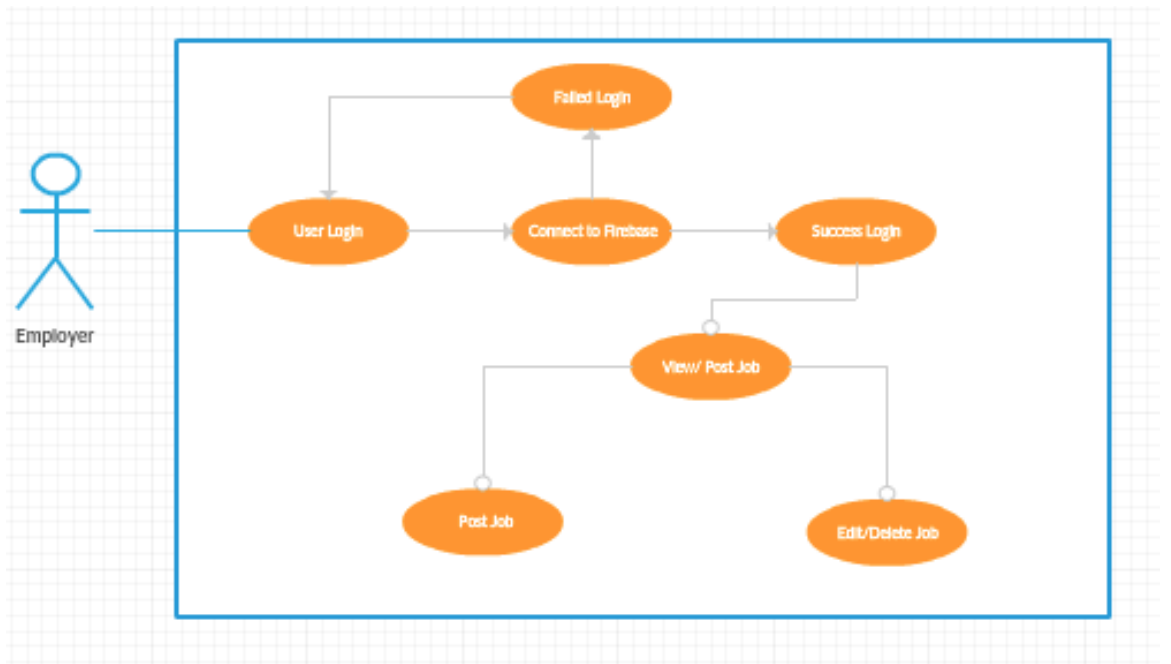 Failed Login
User Login
Connect to Firebase
Success Login
Employer
View/ Post Job
Post Job
Edit/Delete Job